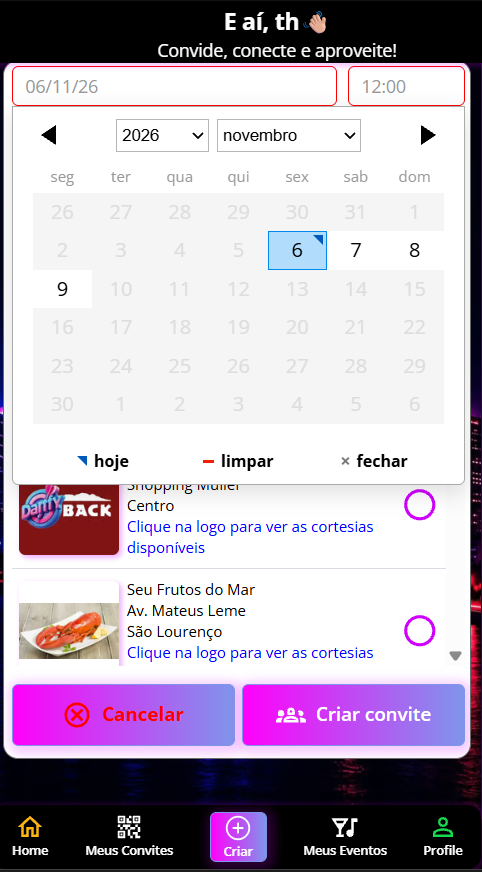 E aí, th
Convide, conecte e aproveite!
06/11/26
12:00
2026
novembro
seg ter qua qui sex sab dom
26 27 28 29 30 31 1
2 3 4 5 6 7 8
9 10 11 12 13 14 15
16 17 18 19 20 21 22
23 24 25 26 27 28 29
30 1 2 3 4 5 6
hoje
limpar
fechar
BACK
Shopping Müller
Centro
Clique na logo para ver as cortesias
disponíveis
Seu Frutos do Mar
Av. Mateus Leme
São Lourenço
Clique na logo para ver as cortesias
Cancelar
Criar convite
Home
Meus Convites
Criar
Meus Eventos
Profile